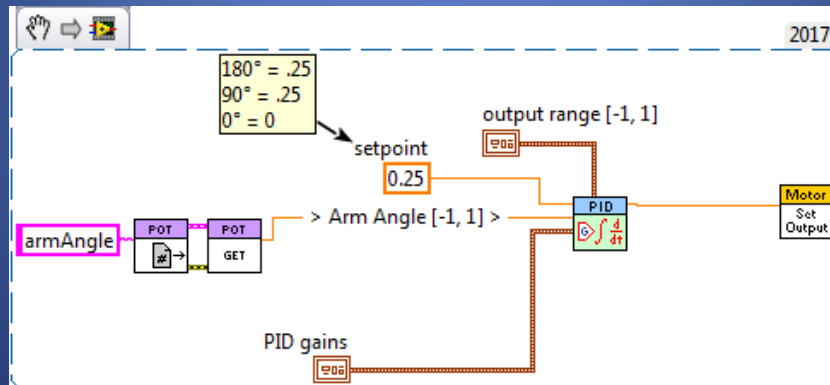 2017
180° = .25
90° = .25
0° = 0
setpoint
0.25
output range [-1, 1]
armAngle
POT
#
POT
GET
> Arm Angle [-1, 1] >
PID
G ∫ d/dt
Motor
Set
Output
PID gains